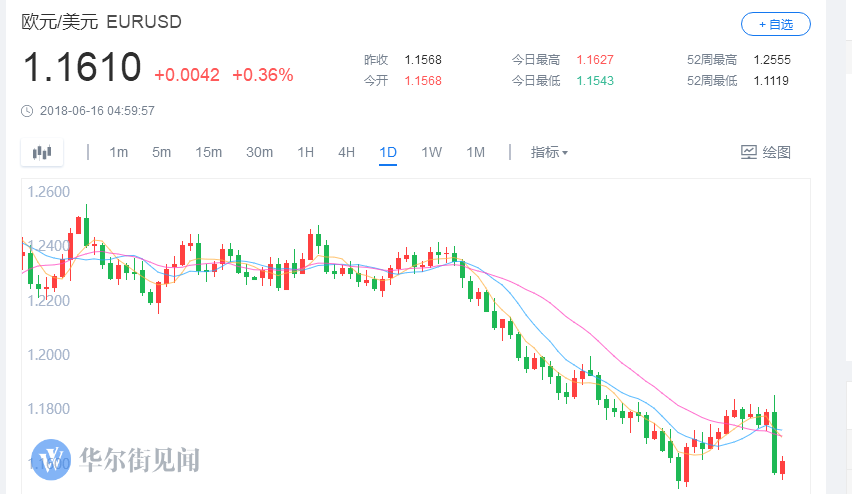 欧元/美元 EURUSD
+ 自选
1.1610 +0.0042 +0.36%
昨收 1.1568 今日最高 1.1627 52周最高 1.2555
今开 1.1568 今日最低 1.1543 52周最低 1.1119
2018-06-16 04:59:57
1m 5m 15m 30m 1H 4H 1D 1W 1M 指标 绘图
1.2600
1.2400
1.2200
1.2000
1.1800
1.1600
华尔街见闻